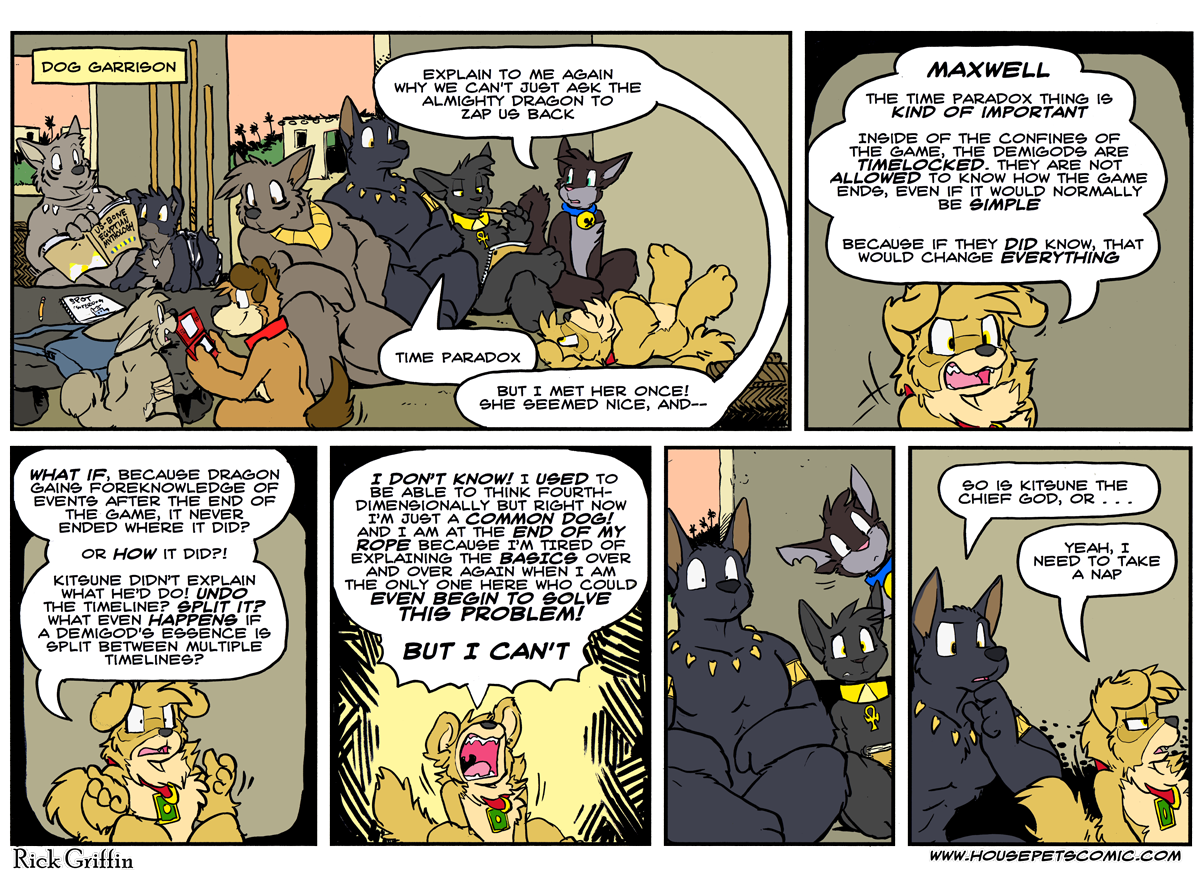 DOG GARRISON
EXPLAIN TO ME AGAIN
WHY WE CAN'T JUST ASK THE
ALMIGHTY DRAGON TO
ZAP US BACK
US-BONE
EGYPTIAN
MYTHOLOGY
SPOT
TIME PARADOX
BUT I MET HER ONCE!
SHE SEEMED NICE, AND--
MAXWELL
THE TIME PARADOX THING IS
KIND OF IMPORTANT
INSIDE OF THE CONFINES OF
THE GAME, THE DEMIGODS ARE
TIMELOCKED. THEY ARE NOT
ALLOWED TO KNOW HOW THE GAME
ENDS, EVEN IF IT WOULD NORMALLY
BE SIMPLE
BECAUSE IF THEY DID KNOW, THAT
WOULD CHANGE EVERYTHING
WHAT IF, BECAUSE DRAGON
GAINS FOREKNOWLEDGE OF
EVENTS AFTER THE END OF
THE GAME, IT NEVER
ENDED WHERE IT DID?
OR HOW IT DID?!
KITSUNE DIDN'T EXPLAIN
WHAT HE'D DO! UNDO
THE TIMELINE? SPLIT IT?
WHAT EVEN HAPPENS IF
A DEMIGOD'S ESSENCE IS
SPLIT BETWEEN MULTIPLE
TIMELINES?
I DON'T KNOW! I USED TO
BE ABLE TO THINK FOURTH-
DIMENSIONALLY BUT RIGHT NOW
I'M JUST A COMMON DOG!
AND I AM AT THE END OF MY
ROPE BECAUSE I'M TIRED OF
EXPLAINING THE BASICS OVER
AND OVER AGAIN WHEN I AM
THE ONLY ONE HERE WHO COULD
EVEN BEGIN TO SOLVE
THIS PROBLEM!
BUT I CAN'T
SO IS KITSUNE THE
CHIEF GOD, OR . . .
YEAH, I
NEED TO TAKE
A NAP
Rick Griffin
WWW.HOUSEPETSCOMIC.COM